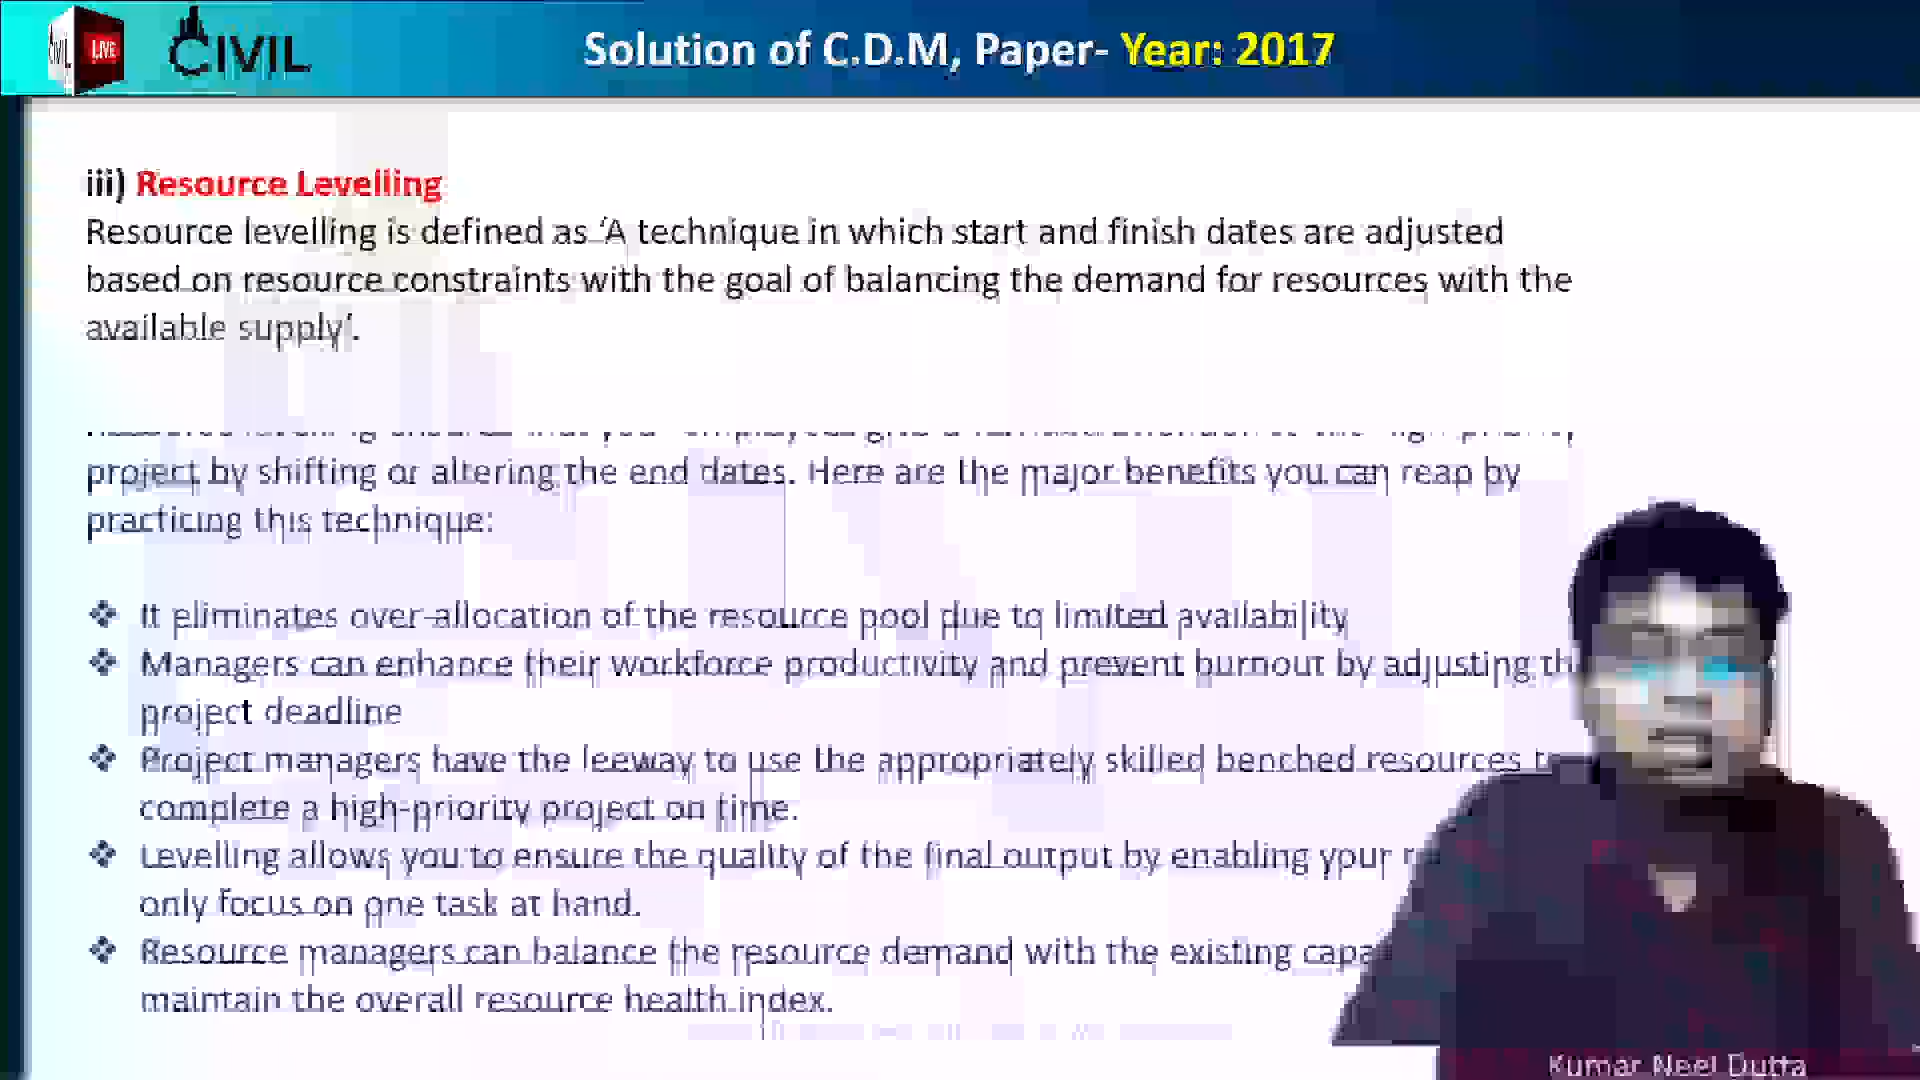 CIVIL LIVE CIVIL Solution of C.D.M, Paper- Year: 2017
iii) Resource Levelling
Resource levelling is defined as ‘A technique in which start and finish dates are adjusted
based on resource constraints with the goal of balancing the demand for resources with the
available supply’.
project by shifting or altering the end dates. Here are the major benefits you can reap by
practicing this technique:
❖ It eliminates over-allocation of the resource pool due to limited availability
❖ Managers can enhance their workforce productivity and prevent burnout by adjusting
project deadline
❖ Project managers have the leeway to use the appropriately skilled benched resources
complete a high-priority project on time.
❖ Levelling allows you to ensure the quality of the final output by enabling your
only focus on one task at hand.
❖ Resource managers can balance the resource demand with the existing
maintain the overall resource health index.
Kumar Neel Dutta